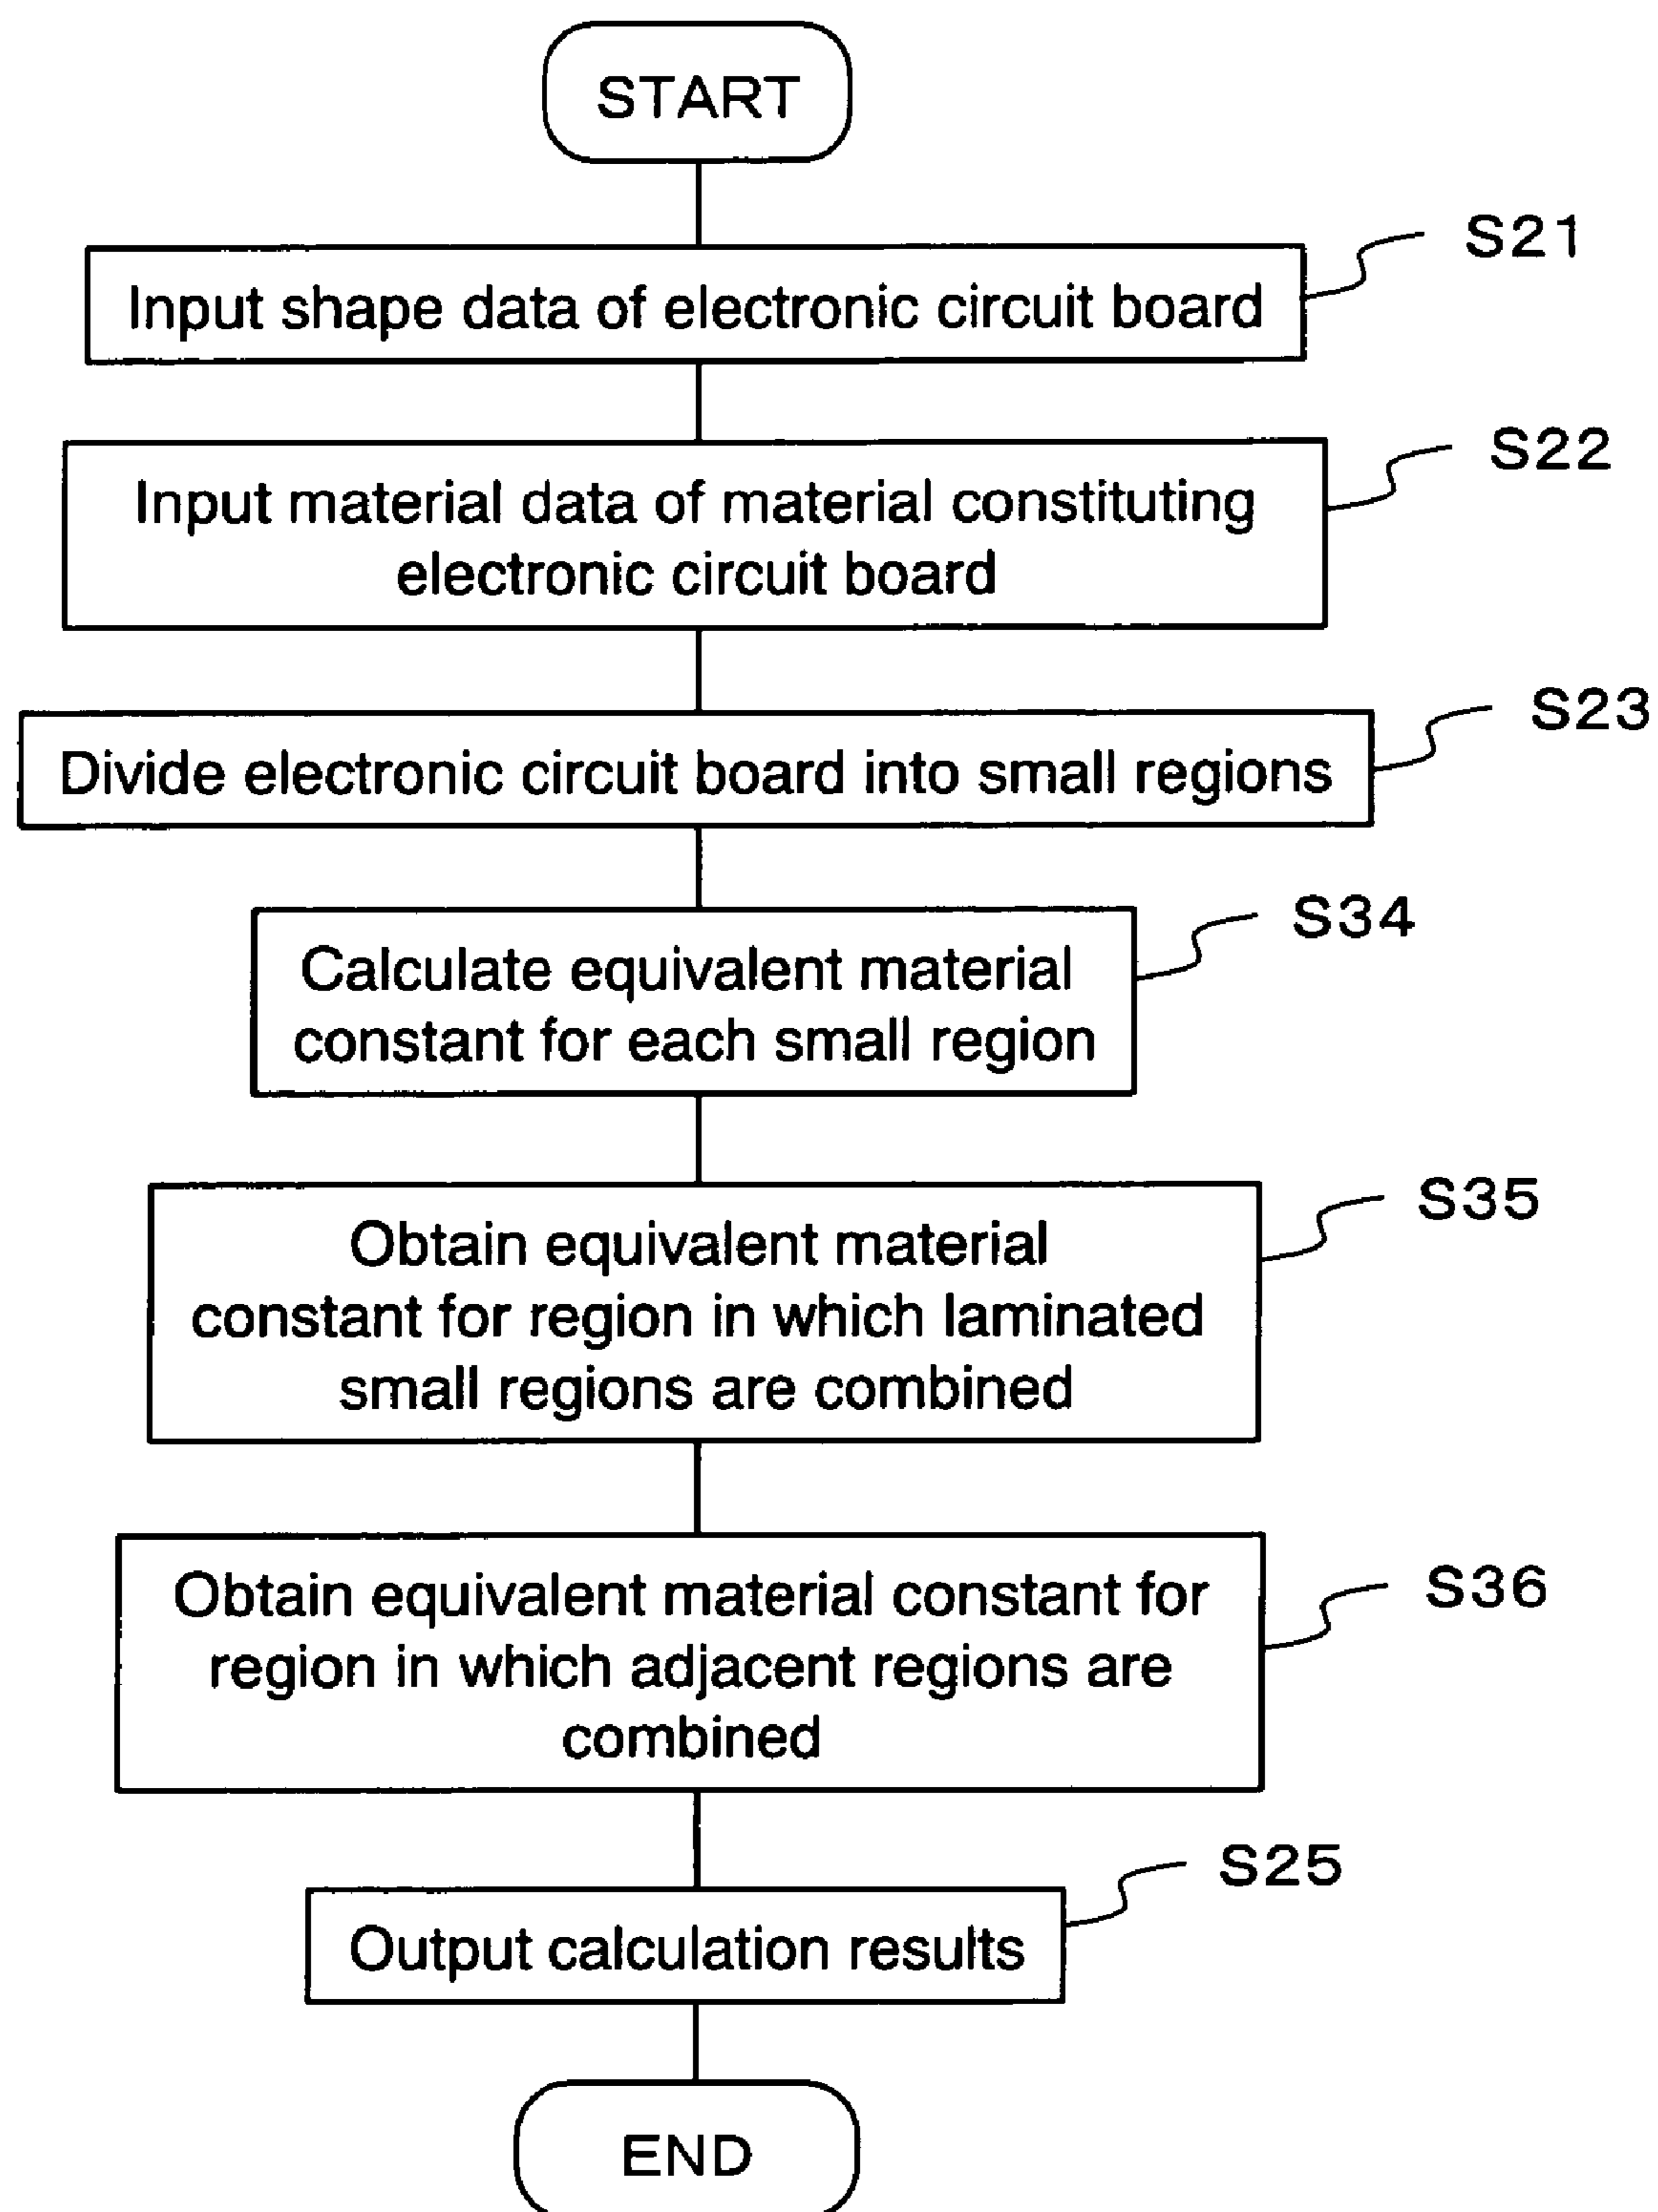 START
S21
Input shape data of electronic circuit board
S22
Input material data of material constituting
electronic circuit board
S23
Divide electronic circuit board into small regions
S34
Calculate equivalent material
constant for each small region
S35
Obtain equivalent material
constant for region in which laminated
small regions are combined
S36
Obtain equivalent material constant for
region in which adjacent regions are
combined
S25
Output calculation results
END